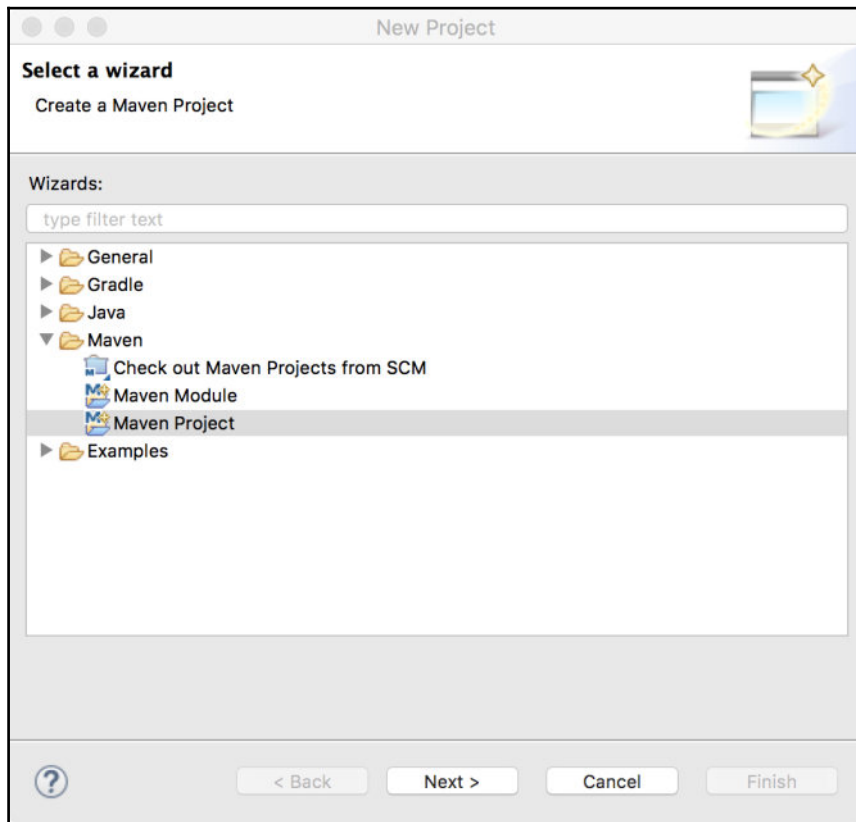 New Project
Select a wizard
Create a Maven Project
Wizards:
type filter text
General
Gradle
Java
Maven
Check out Maven Projects from SCM
Maven Module
Maven Project
Examples
? < Back Next > Cancel Finish